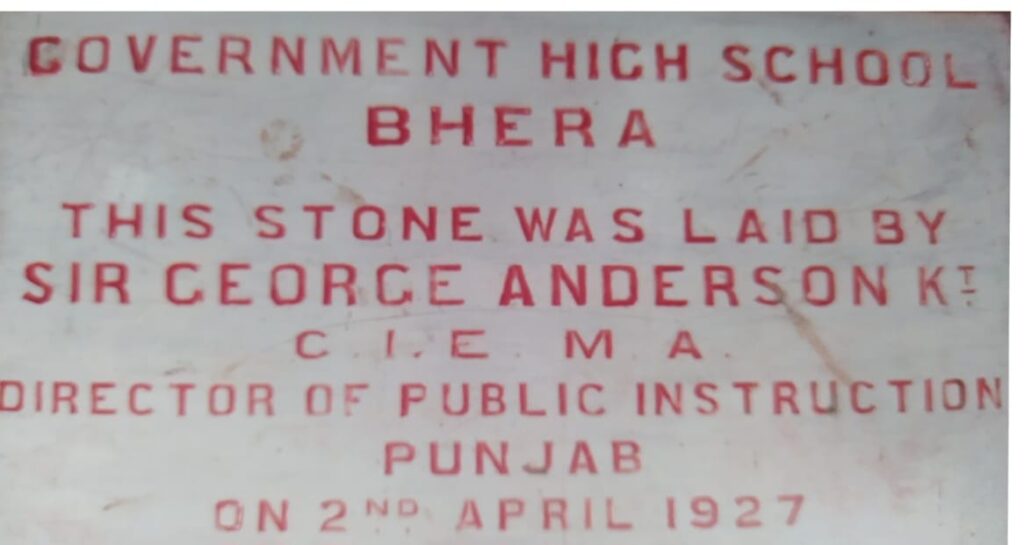 GOVERNMENT HIGH SCHOOL
BHERA
THIS STONE WAS LAID BY
SIR GEORGE ANDERSON KT
C.I.E. M.A.
DIRECTOR OF PUBLIC INSTRUCTION
PUNJAB
ON 2ND APRIL 1927